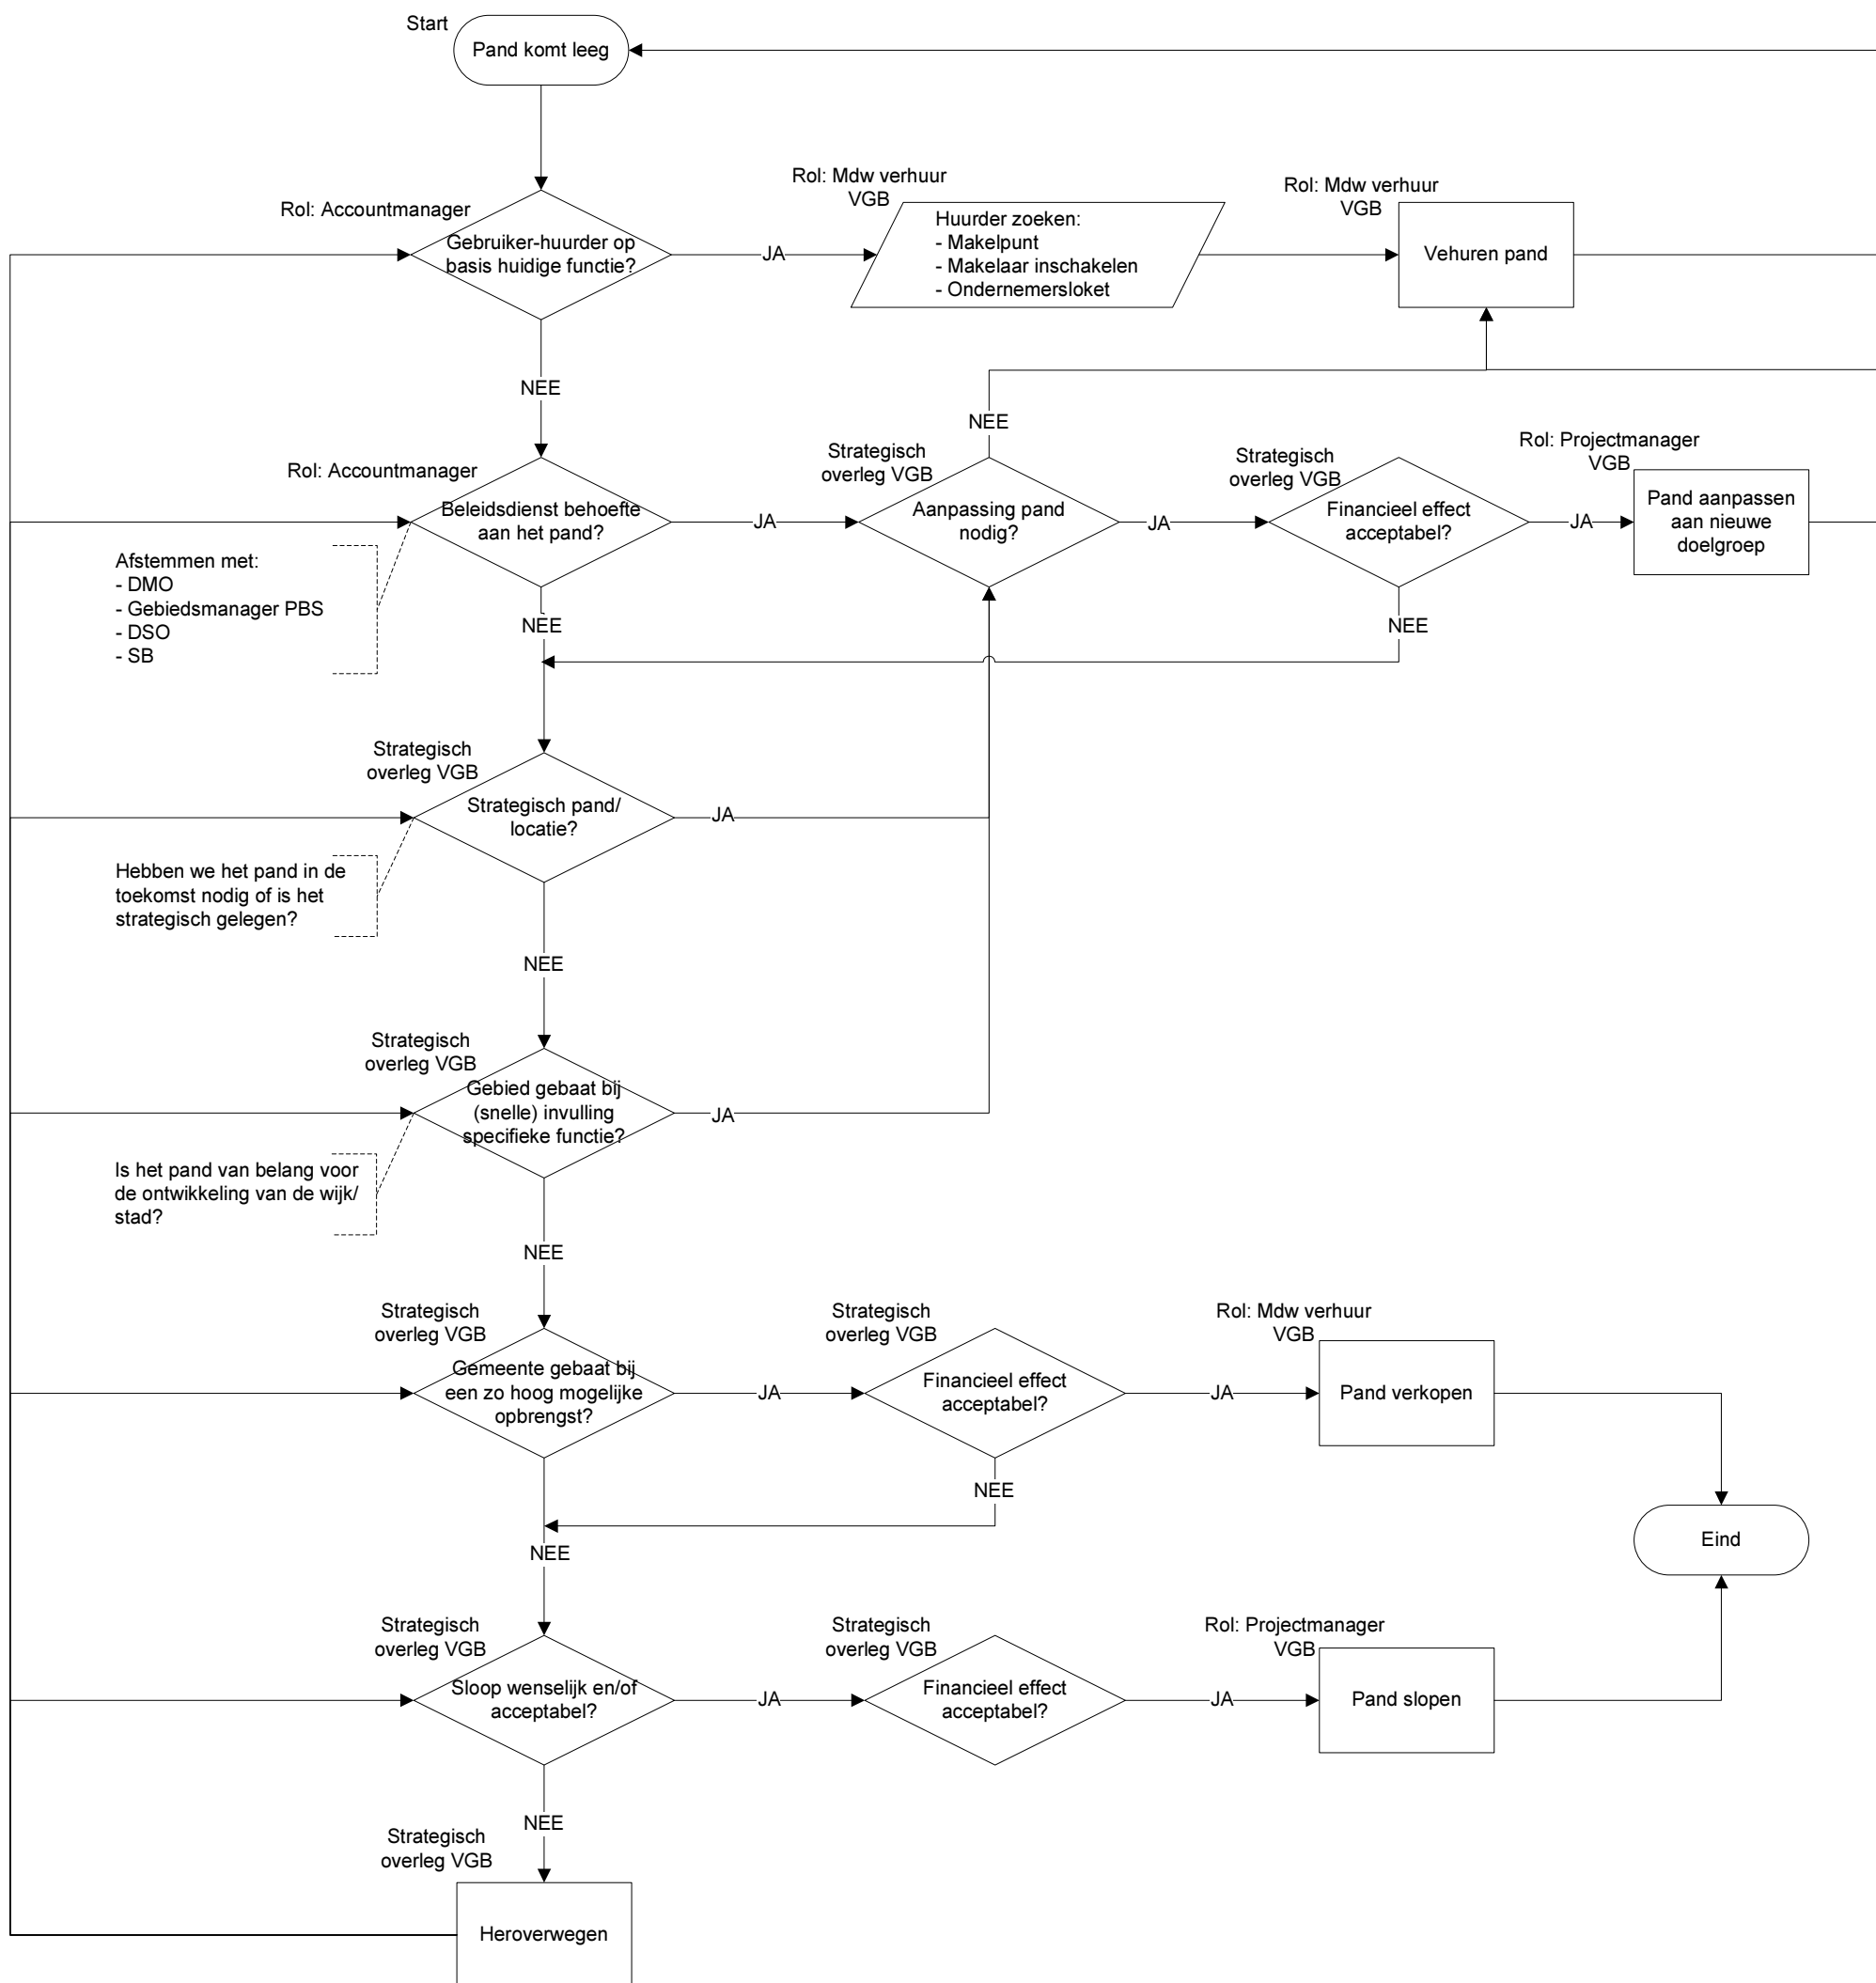 Start
Pand komt leeg
Rol: Accountmanager
Gebruiker-huurder op
basis huidige functie?
JA
Rol: Mdw verhuur
VGB
Huurder zoeken:
- Makelpunt
- Makelaar inschakelen
- Ondernemersloket
Rol: Mdw verhuur
VGB
Vehuren pand
NEE
Rol: Accountmanager
Beleidsdienst behoefte
aan het pand?
JA
NEE
Strategisch
overleg VGB
Aanpassing pand
nodig?
JA
Strategisch
overleg VGB
Financieel effect
acceptabel?
JA
Rol: Projectmanager
VGB
Pand aanpassen
aan nieuwe
doelgroep
Afstemmen met:
- DMO
- Gebiedsmanager PBS
- DSO
- SB
NEE
NEE
Strategisch
overleg VGB
Strategisch pand/
locatie?
JA
Hebben we het pand in de
toekomst nodig of is het
strategisch gelegen?
NEE
Strategisch
overleg VGB
Gebied gebaat bij
(snelle) invulling
specifieke functie?
JA
Is het pand van belang voor
de ontwikkeling van de wijk/
stad?
NEE
Strategisch
overleg VGB
Gemeente gebaat bij
een zo hoog mogelijke
opbrengst?
JA
Strategisch
overleg VGB
Financieel effect
acceptabel?
JA
Rol: Mdw verhuur
VGB
Pand verkopen
NEE
NEE
Eind
Strategisch
overleg VGB
Sloop wenselijk en/of
acceptabel?
JA
Strategisch
overleg VGB
Financieel effect
acceptabel?
JA
Rol: Projectmanager
VGB
Pand slopen
NEE
Strategisch
overleg VGB
Heroverwegen